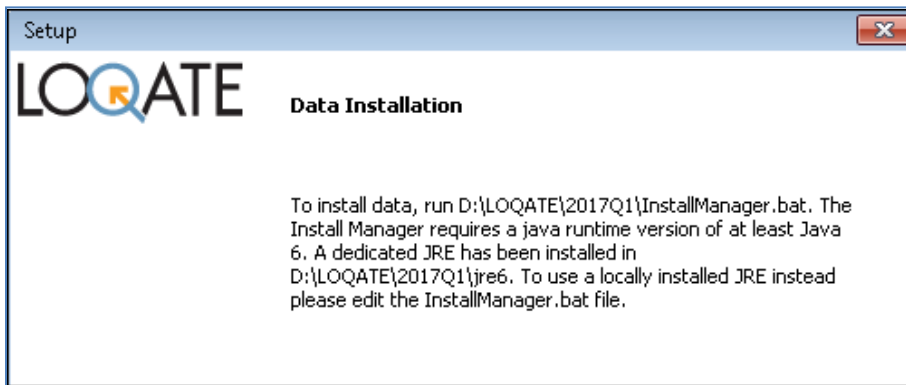 Setup
LOQATE
Data Installation
To install data, run D:\LOQATE\2017Q1\InstallManager.bat. The
Install Manager requires a java runtime version of at least Java
6. A dedicated JRE has been installed in
D:\LOQATE\2017Q1\jre6. To use a locally installed JRE instead
please edit the InstallManager.bat file.